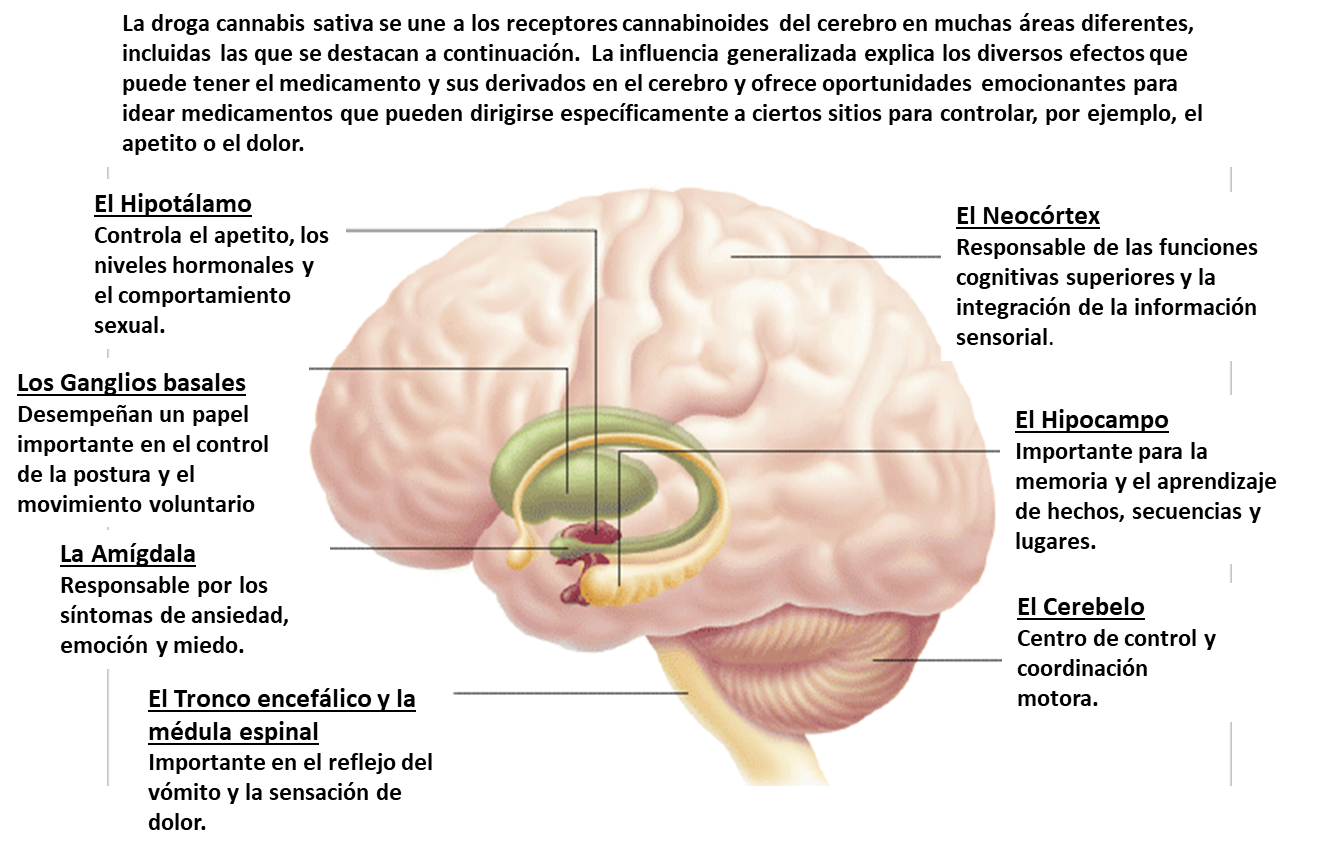 La droga cannabis sativa se une a los receptores cannabinoides del cerebro en muchas áreas diferentes,
incluidas las que se destacan a continuación. La influencia generalizada explica los diversos efectos que
puede tener el medicamento y sus derivados en el cerebro y ofrece oportunidades emocionantes para
idear medicamentos que pueden dirigirse específicamente a ciertos sitios para controlar, por ejemplo, el
apetito o el dolor.
El Hipotálamo
Controla el apetito, los
niveles hormonales y
el comportamiento
sexual.
Los Ganglios basales
Desempeñan un papel
importante en el control
de la postura y el
movimiento voluntario
La Amígdala
Responsable por los
síntomas de ansiedad,
emoción y miedo.
El Tronco encefálico y la
médula espinal
Importante en el reflejo del
vómito y la sensación de
dolor.
El Neocórtex
Responsable de las funciones
cognitivas superiores y la
integración de la información
sensorial.
El Hipocampo
Importante para la
memoria y el aprendizaje
de hechos, secuencias y
lugares.
El Cerebelo
Centro de control y
coordinación
motora.